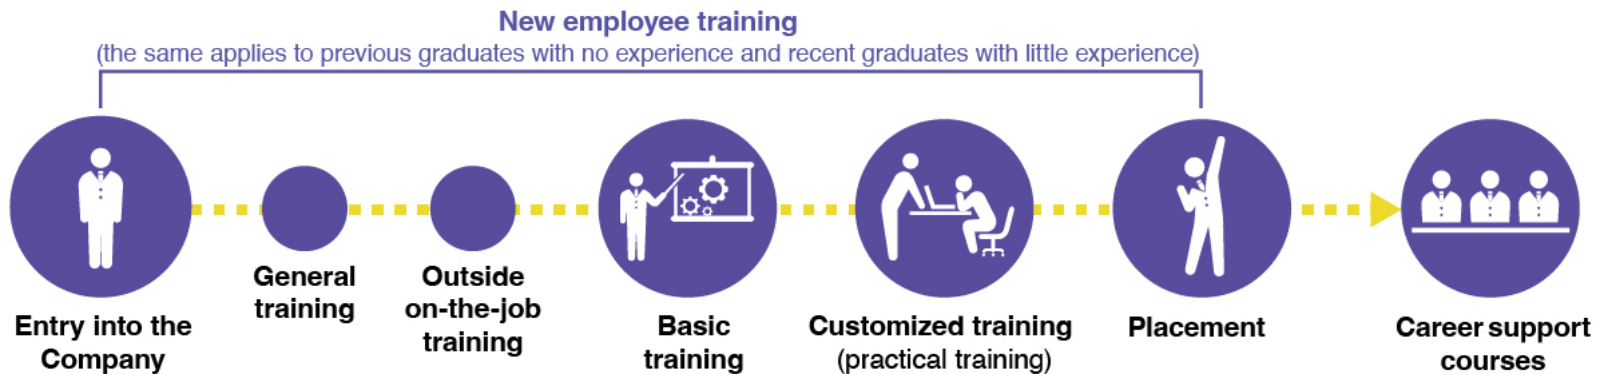 New employee training
(the same applies to previous graduates with no experience and recent graduates with little experience)
Entry into the
Company
General
training
Outside
on-the-job
training
Basic
training
Customized training
(practical training)
Placement
Career support
courses